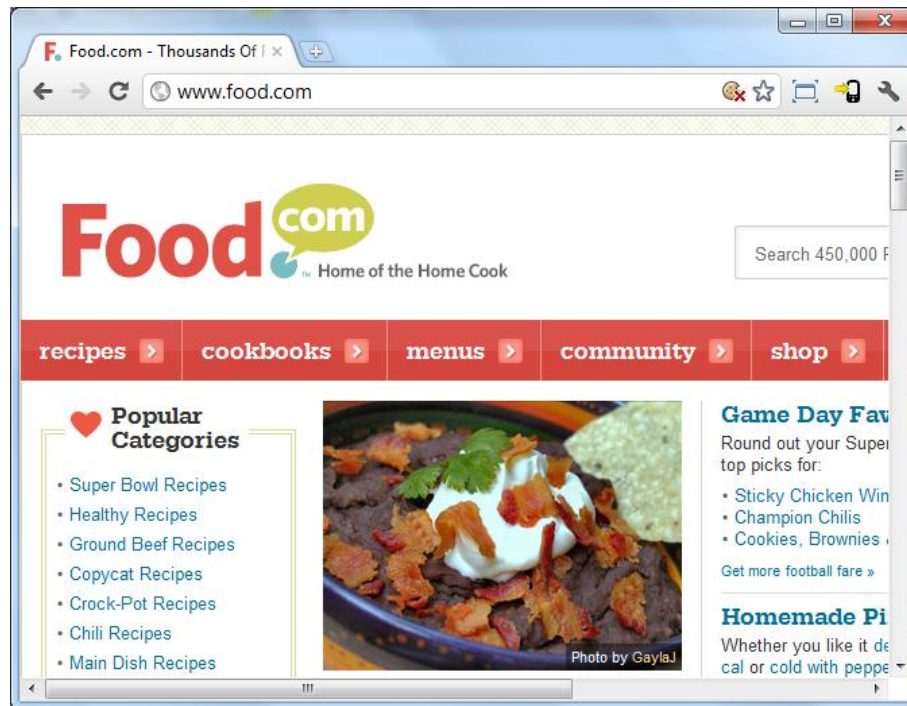 Food.com - Thousands Of
www.food.com
Food.com
™ Home of the Home Cook
Search 450,000
recipes
cookbooks
menus
community
shop
Popular
Categories
• Super Bowl Recipes
• Healthy Recipes
• Ground Beef Recipes
• Copycat Recipes
• Crock-Pot Recipes
• Chili Recipes
• Main Dish Recipes
Photo by GaylaJ
Game Day Fav
Round out your Super
top picks for:
• Sticky Chicken Win
• Champion Chilis
• Cookies, Brownies
Get more football fare »
Homemade Pi
Whether you like it de
cal or cold with peppe